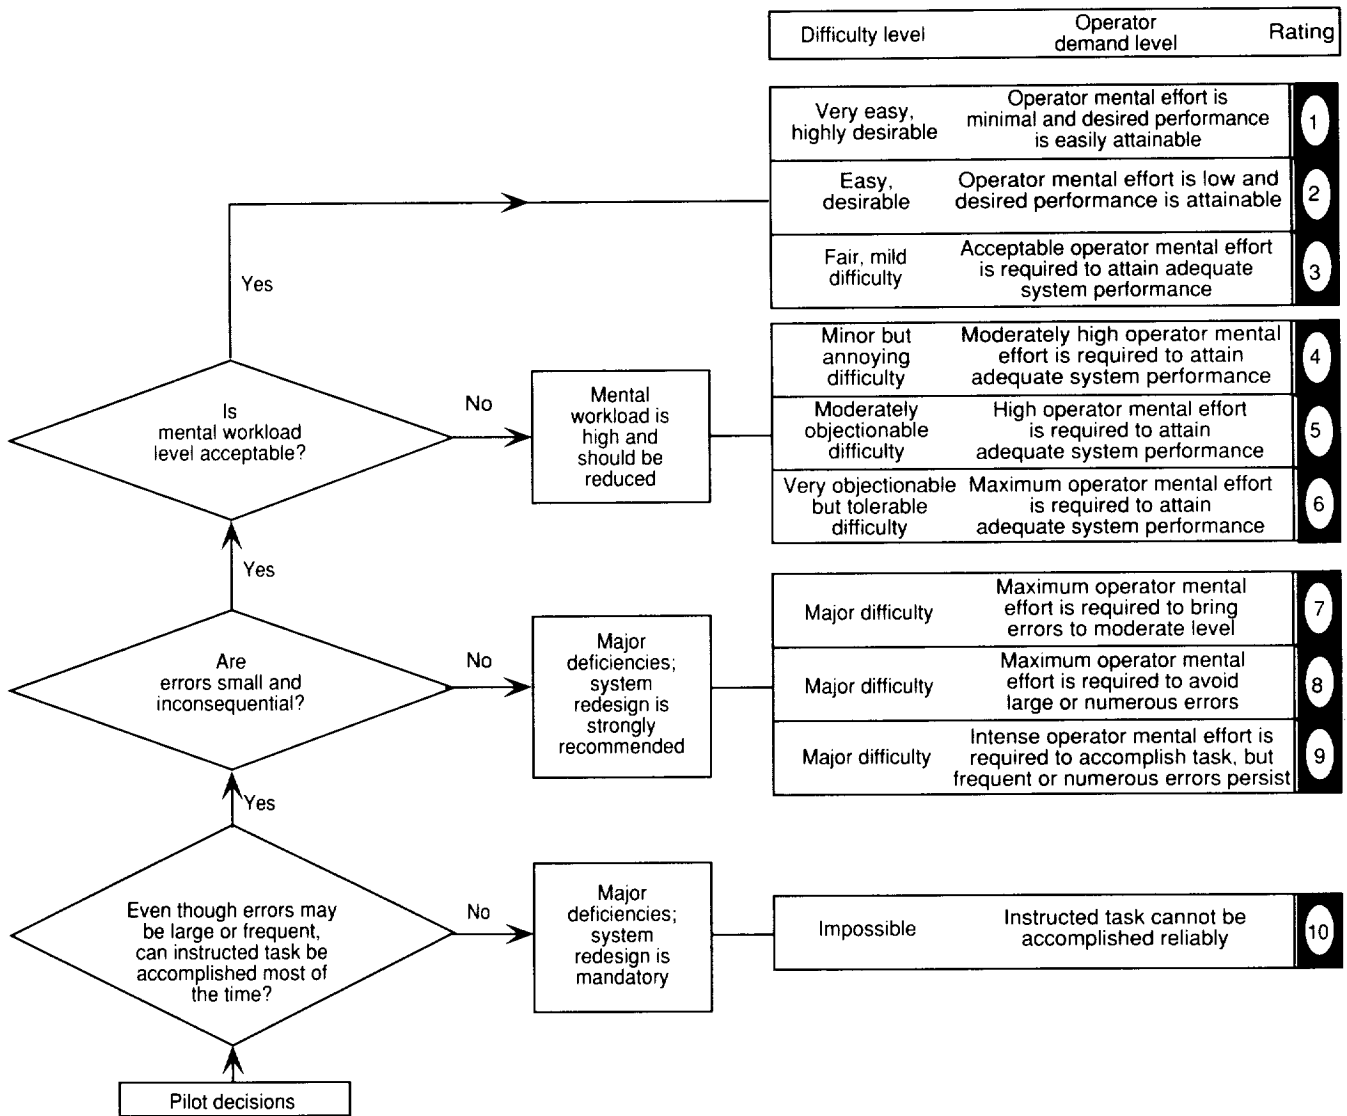 Difficulty level
Operator
demand level
Rating
Very easy,
highly desirable
Operator mental effort is
minimal and desired performance
is easily attainable
1
Easy,
desirable
Operator mental effort is low and
desired performance is attainable
2
Fair, mild
difficulty
Acceptable operator mental effort
is required to attain adequate
system performance
3
Yes
Minor but
annoying
difficulty
Moderately high operator mental
effort is required to attain
adequate system performance
4
Is
mental workload
level acceptable?
No
Mental
workload is
high and
should be
reduced
Moderately
objectionable
difficulty
High operator mental effort
is required to attain
adequate system performance
5
Very objectionable
but tolerable
difficulty
Maximum operator mental effort
is required to attain
adequate system performance
6
Yes
Major difficulty
Maximum operator mental
effort is required to bring
errors to moderate level
7
Are
errors small and
inconsequential?
No
Major
deficiencies;
system
redesign is
strongly
recommended
Major difficulty
Maximum operator mental
effort is required to avoid
large or numerous errors
8
Major difficulty
Intense operator mental effort is
required to accomplish task, but
frequent or numerous errors persist
9
Yes
Even though errors may
be large or frequent,
can instructed task be
accomplished most of
the time?
No
Major
deficiencies;
system
redesign is
mandatory
Impossible
Instructed task cannot be
accomplished reliably
10
Pilot decisions